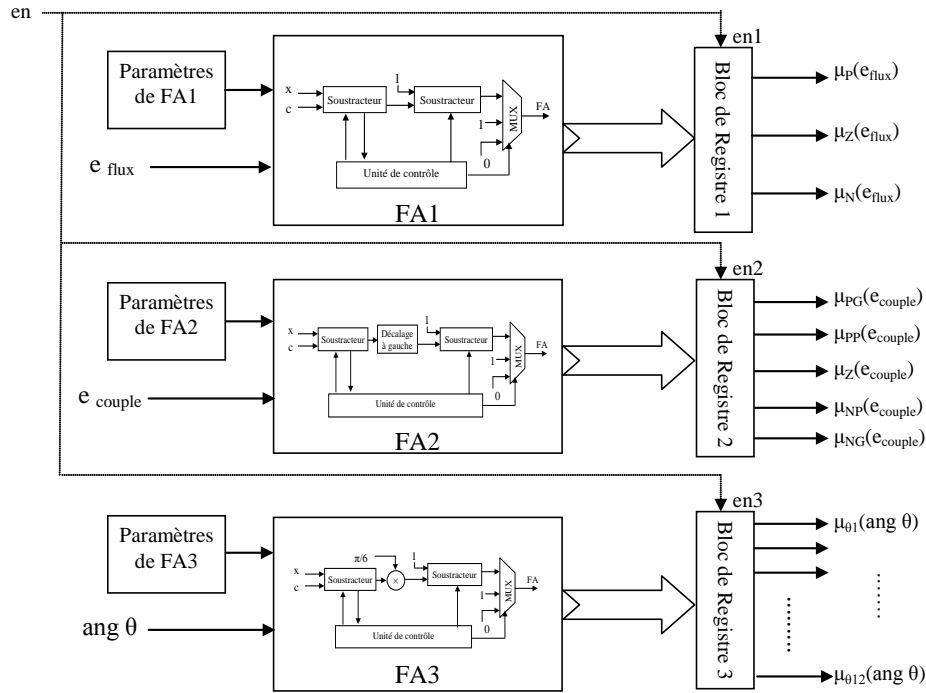 en
en1
Paramètres
de FA1
e flux
x
c
Soustracteur
1
Soustracteur
1
0
MUX
FA
Unité de contrôle
FA1
Bloc de Registre 1
μP(eflux)
μZ(eflux)
μN(eflux)
en2
Paramètres
de FA2
e couple
x
c
Soustracteur
Décalage
à gauche
1
Soustracteur
1
0
MUX
FA
Unité de contrôle
FA2
Bloc de Registre 2
μPG(ecouple)
μPP(ecouple)
μZ(ecouple)
μNP(ecouple)
μNG(ecouple)
en3
Paramètres
de FA3
ang θ
x
c
Soustracteur
π/6
×
1
Soustracteur
1
0
MUX
FA
Unité de contrôle
FA3
Bloc de Registre 3
μθ1(ang θ)
μθ12(ang θ)